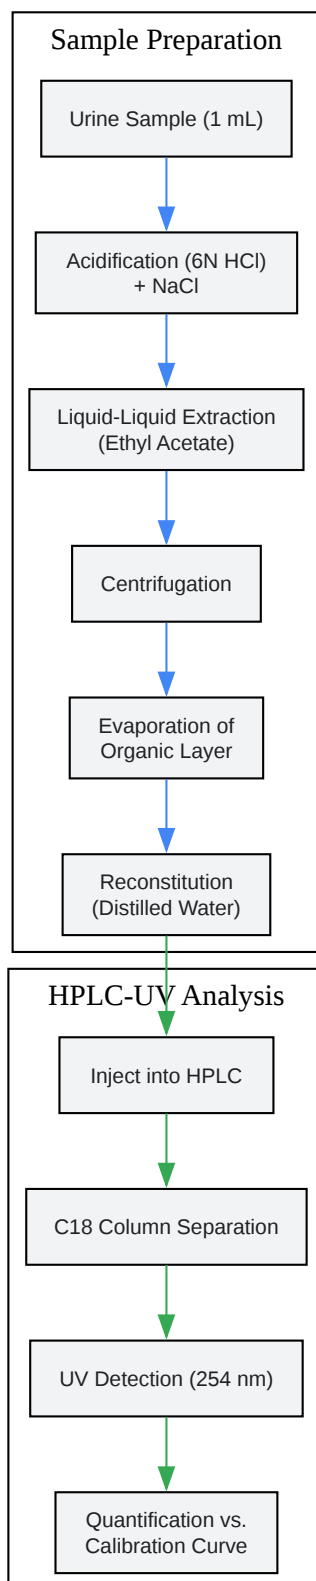 Sample Preparation
Urine Sample (1 mL)
Acidification (6N HCl)
+ NaCl
Liquid-Liquid Extraction
(Ethyl Acetate)
Centrifugation
Evaporation of
Organic Layer
Reconstitution
(Distilled Water)
HPLC-UV Analysis
Inject into HPLC
C18 Column Separation
UV Detection (254 nm)
Quantification vs.
Calibration Curve